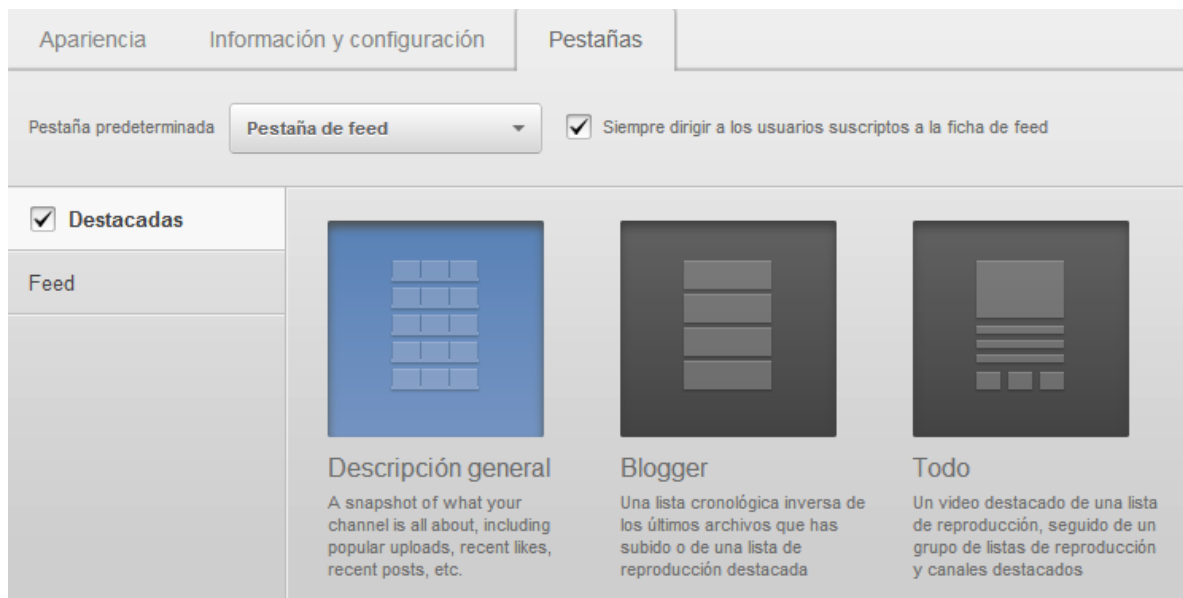 Apariencia Información y configuración Pestañas
Pestaña predeterminada Pestaña de feed Siempre dirigir a los usuarios suscriptos a la ficha de feed
Destacadas
Feed
Descripción general
A snapshot of what your
channel is all about, including
popular uploads, recent likes,
recent posts, etc.
Blogger
Una lista cronológica inversa de
los últimos archivos que has
subido o de una lista de
reproducción destacada
Todo
Un video destacado de una lista
de reproducción, seguido de un
grupo de listas de reproducción
y canales destacados